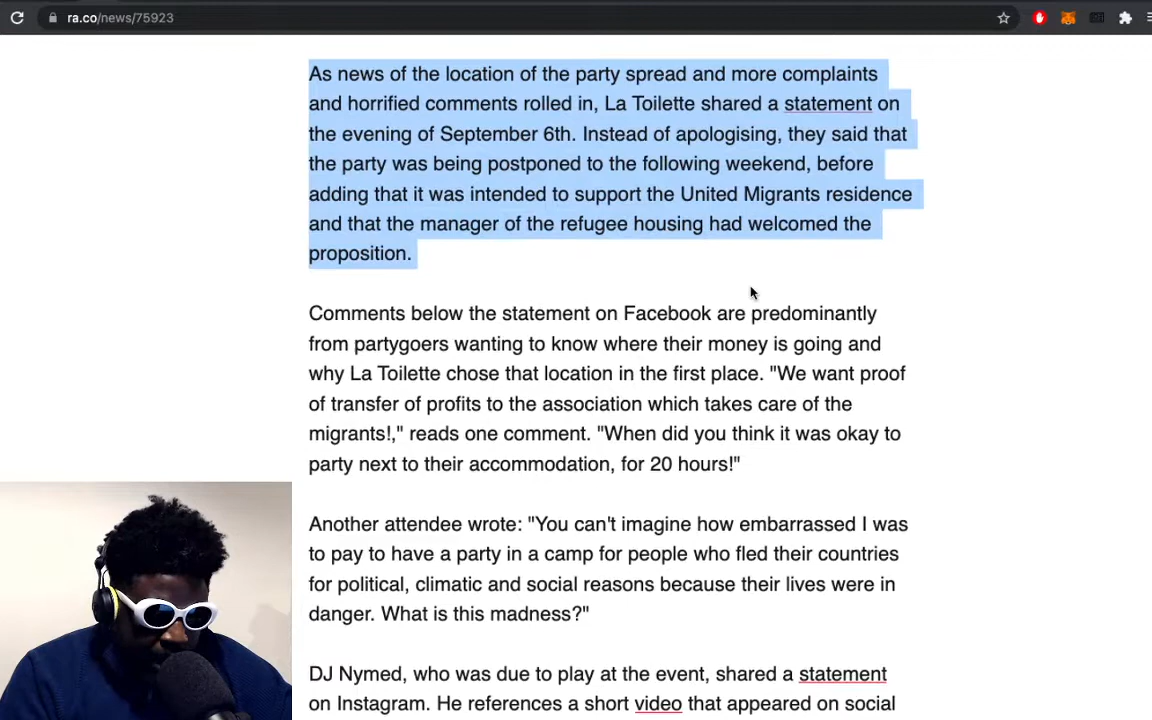 ra.co/news/75923
As news of the location of the party spread and more complaints
and horrified comments rolled in, La Toilette shared a statement on
the evening of September 6th. Instead of apologising, they said that
the party was being postponed to the following weekend, before
adding that it was intended to support the United Migrants residence
and that the manager of the refugee housing had welcomed the
proposition.
Comments below the statement on Facebook are predominantly
from partygoers wanting to know where their money is going and
why La Toilette chose that location in the first place. "We want proof
of transfer of profits to the association which takes care of the
migrants!," reads one comment. "When did you think it was okay to
party next to their accommodation, for 20 hours!"
Another attendee wrote: "You can't imagine how embarrassed I was
to pay to have a party in a camp for people who fled their countries
for political, climatic and social reasons because their lives were in
danger. What is this madness?"
DJ Nymed, who was due to play at the event, shared a statement
on Instagram. He references a short video that appeared on social